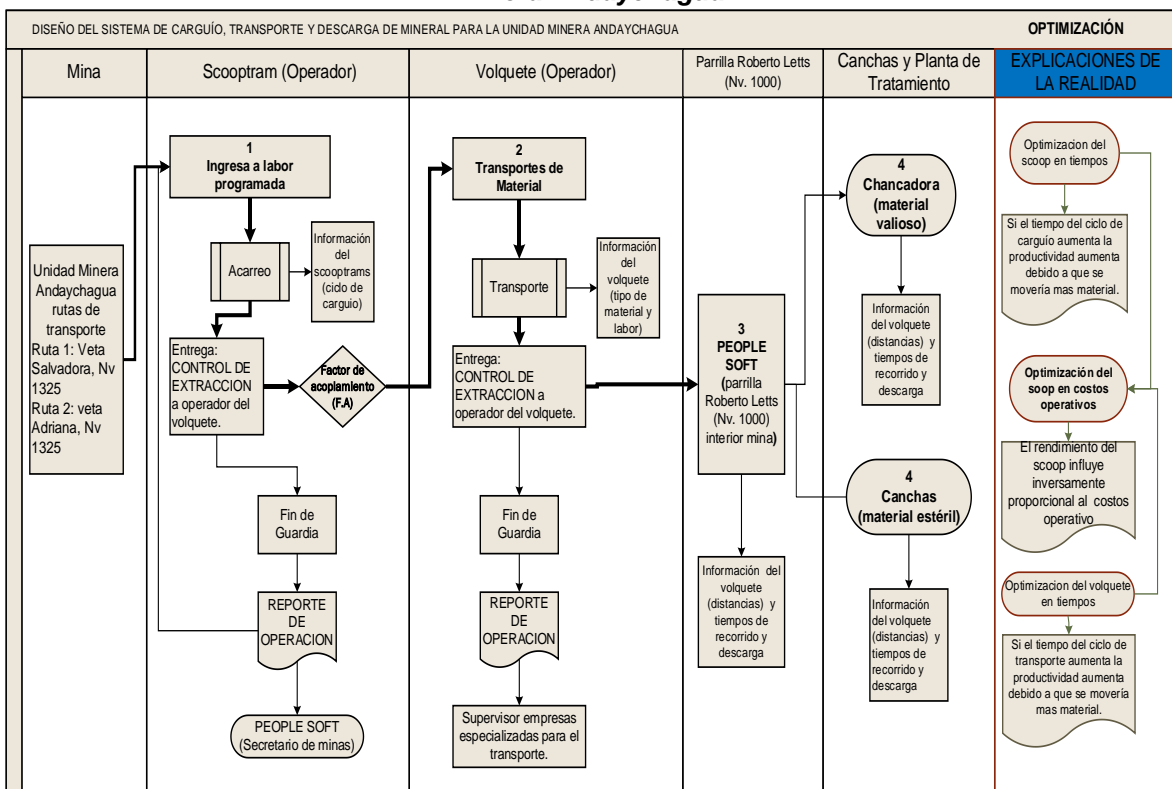 DISEÑO DEL SISTEMA DE CARGUÍO, TRANSPORTE Y DESCARGA DE MINERAL PARA LA UNIDAD MINERA ANDAYCHAGUA
OPTIMIZACIÓN
Mina
Scooptram (Operador)
Volquete (Operador)
Parrilla Roberto Letts
(Nv. 1000)
Canchas y Planta de
Tratamiento
EXPLICACIONES DE
LA REALIDAD
Unidad Minera
Andaychagua
rutas de
transporte
Ruta 1: Veta
Salvadora, Nv
1325
Ruta 2: veta
Adriana, Nv
1325
1
Ingresa a labor
programada
Acarreo
Información
del
scooptrams
(ciclo de
carguio)
Entrega:
CONTROL DE
EXTRACCION
a operador del
volquete.
Factor de
acoplamiento
(F.A)
Fin de
Guardia
REPORTE
DE
OPERACION
PEOPLE SOFT
(Secretario de minas)
2
Transportes de
Material
Transporte
Información
del
volquete
(tipo de
material y
labor)
Entrega:
CONTROL DE
EXTRACCION a
operador del
volquete.
Fin de
Guardia
REPORTE
DE
OPERACION
Supervisor empresas
especializadas para el
transporte.
3
PEOPLE
SOFT
(parrilla
Roberto Letts
(Nv. 1000)
interior mina)
Información del
volquete
(distancias) y
tiempos de
recorrido y
descarga
4
Chancadora
(material
valioso)
Información
del volquete
(distancias) y
tiempos de
recorrido y
descarga
4
Canchas
(material estéril)
Información
del volquete
(distancias) y
tiempos de
recorrido y
descarga
Optimizacion del
scoop en tiempos
Si el tiempo del ciclo de
carguío aumenta la
productividad aumenta
debido a que se
movería mas material.
Optimización del
soop en costos
operativos
El rendimiento del
scoop influye
inversamente
proporcional al costos
operativo
Optimizacion del volquete
en tiempos
Si el tiempo del ciclo de
transporte aumenta la
productividad aumenta
debido a que se movería
mas material.